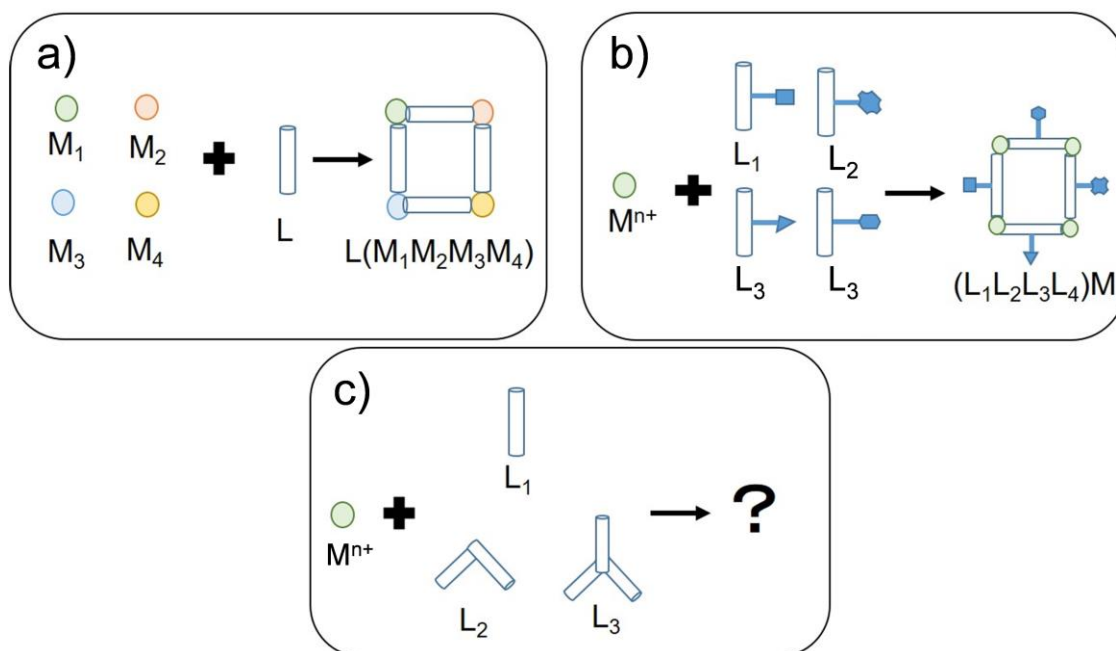 a)
M₁ M₂
M₃ M₄
L
L(M₁M₂M₃M₄)
b)
Mⁿ⁺
L₁ L₂
L₃ L₃
(L₁L₂L₃L₄)M
c)
Mⁿ⁺
L₁
L₂ L₃
?